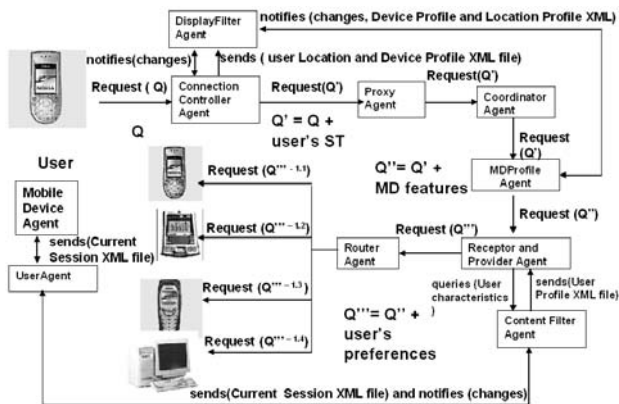 DisplayFilter
Agent
notifies (changes, Device Profile and Location Profile XML)
notifies(changes)
sends ( user Location and Device Profile XML file)
Request ( Q)
Connection
Controller
Agent
Request(Q')
Proxy
Agent
Request(Q')
Coordinator
Agent
Q
Q' = Q +
user's ST
Request
(Q')
User
Mobile
Device
Agent
sends(Current
Session XML file)
UserAgent
Request (Q''' - 1.1)
Request (Q''' - 1.2)
Request (Q''' - 1.3)
Request (Q''' - 1.4)
Q''= Q' +
MD features
MDProfile
Agent
Request (Q'')
Request (Q''')
Router
Agent
Receptor and
Provider Agent
queries (User
characteristics
)
sends(User
Profile XML file)
Q'''= Q'' +
user's
preferences
Content Filter
Agent
sends(Current Session XML file) and notifies (changes)